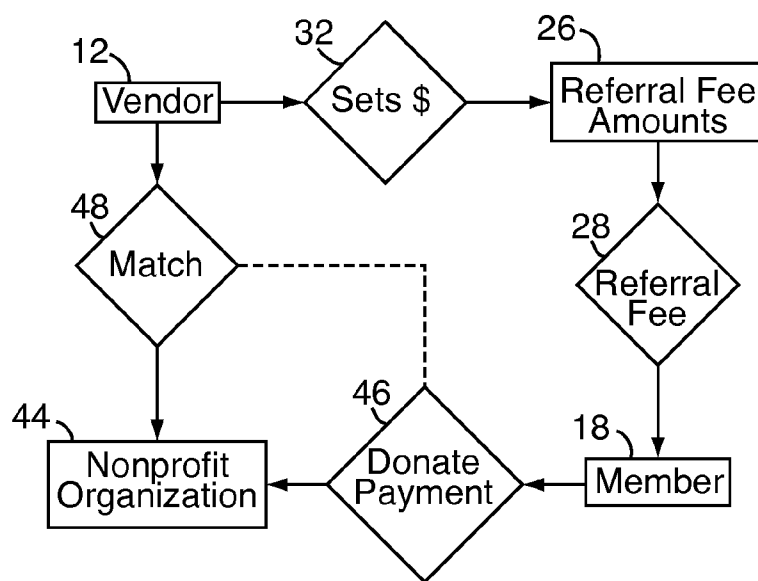 12
Vendor
32
Sets $
26
Referral Fee
Amounts
48
Match
28
Referral
Fee
44
Nonprofit
Organization
46
Donate
Payment
18
Member